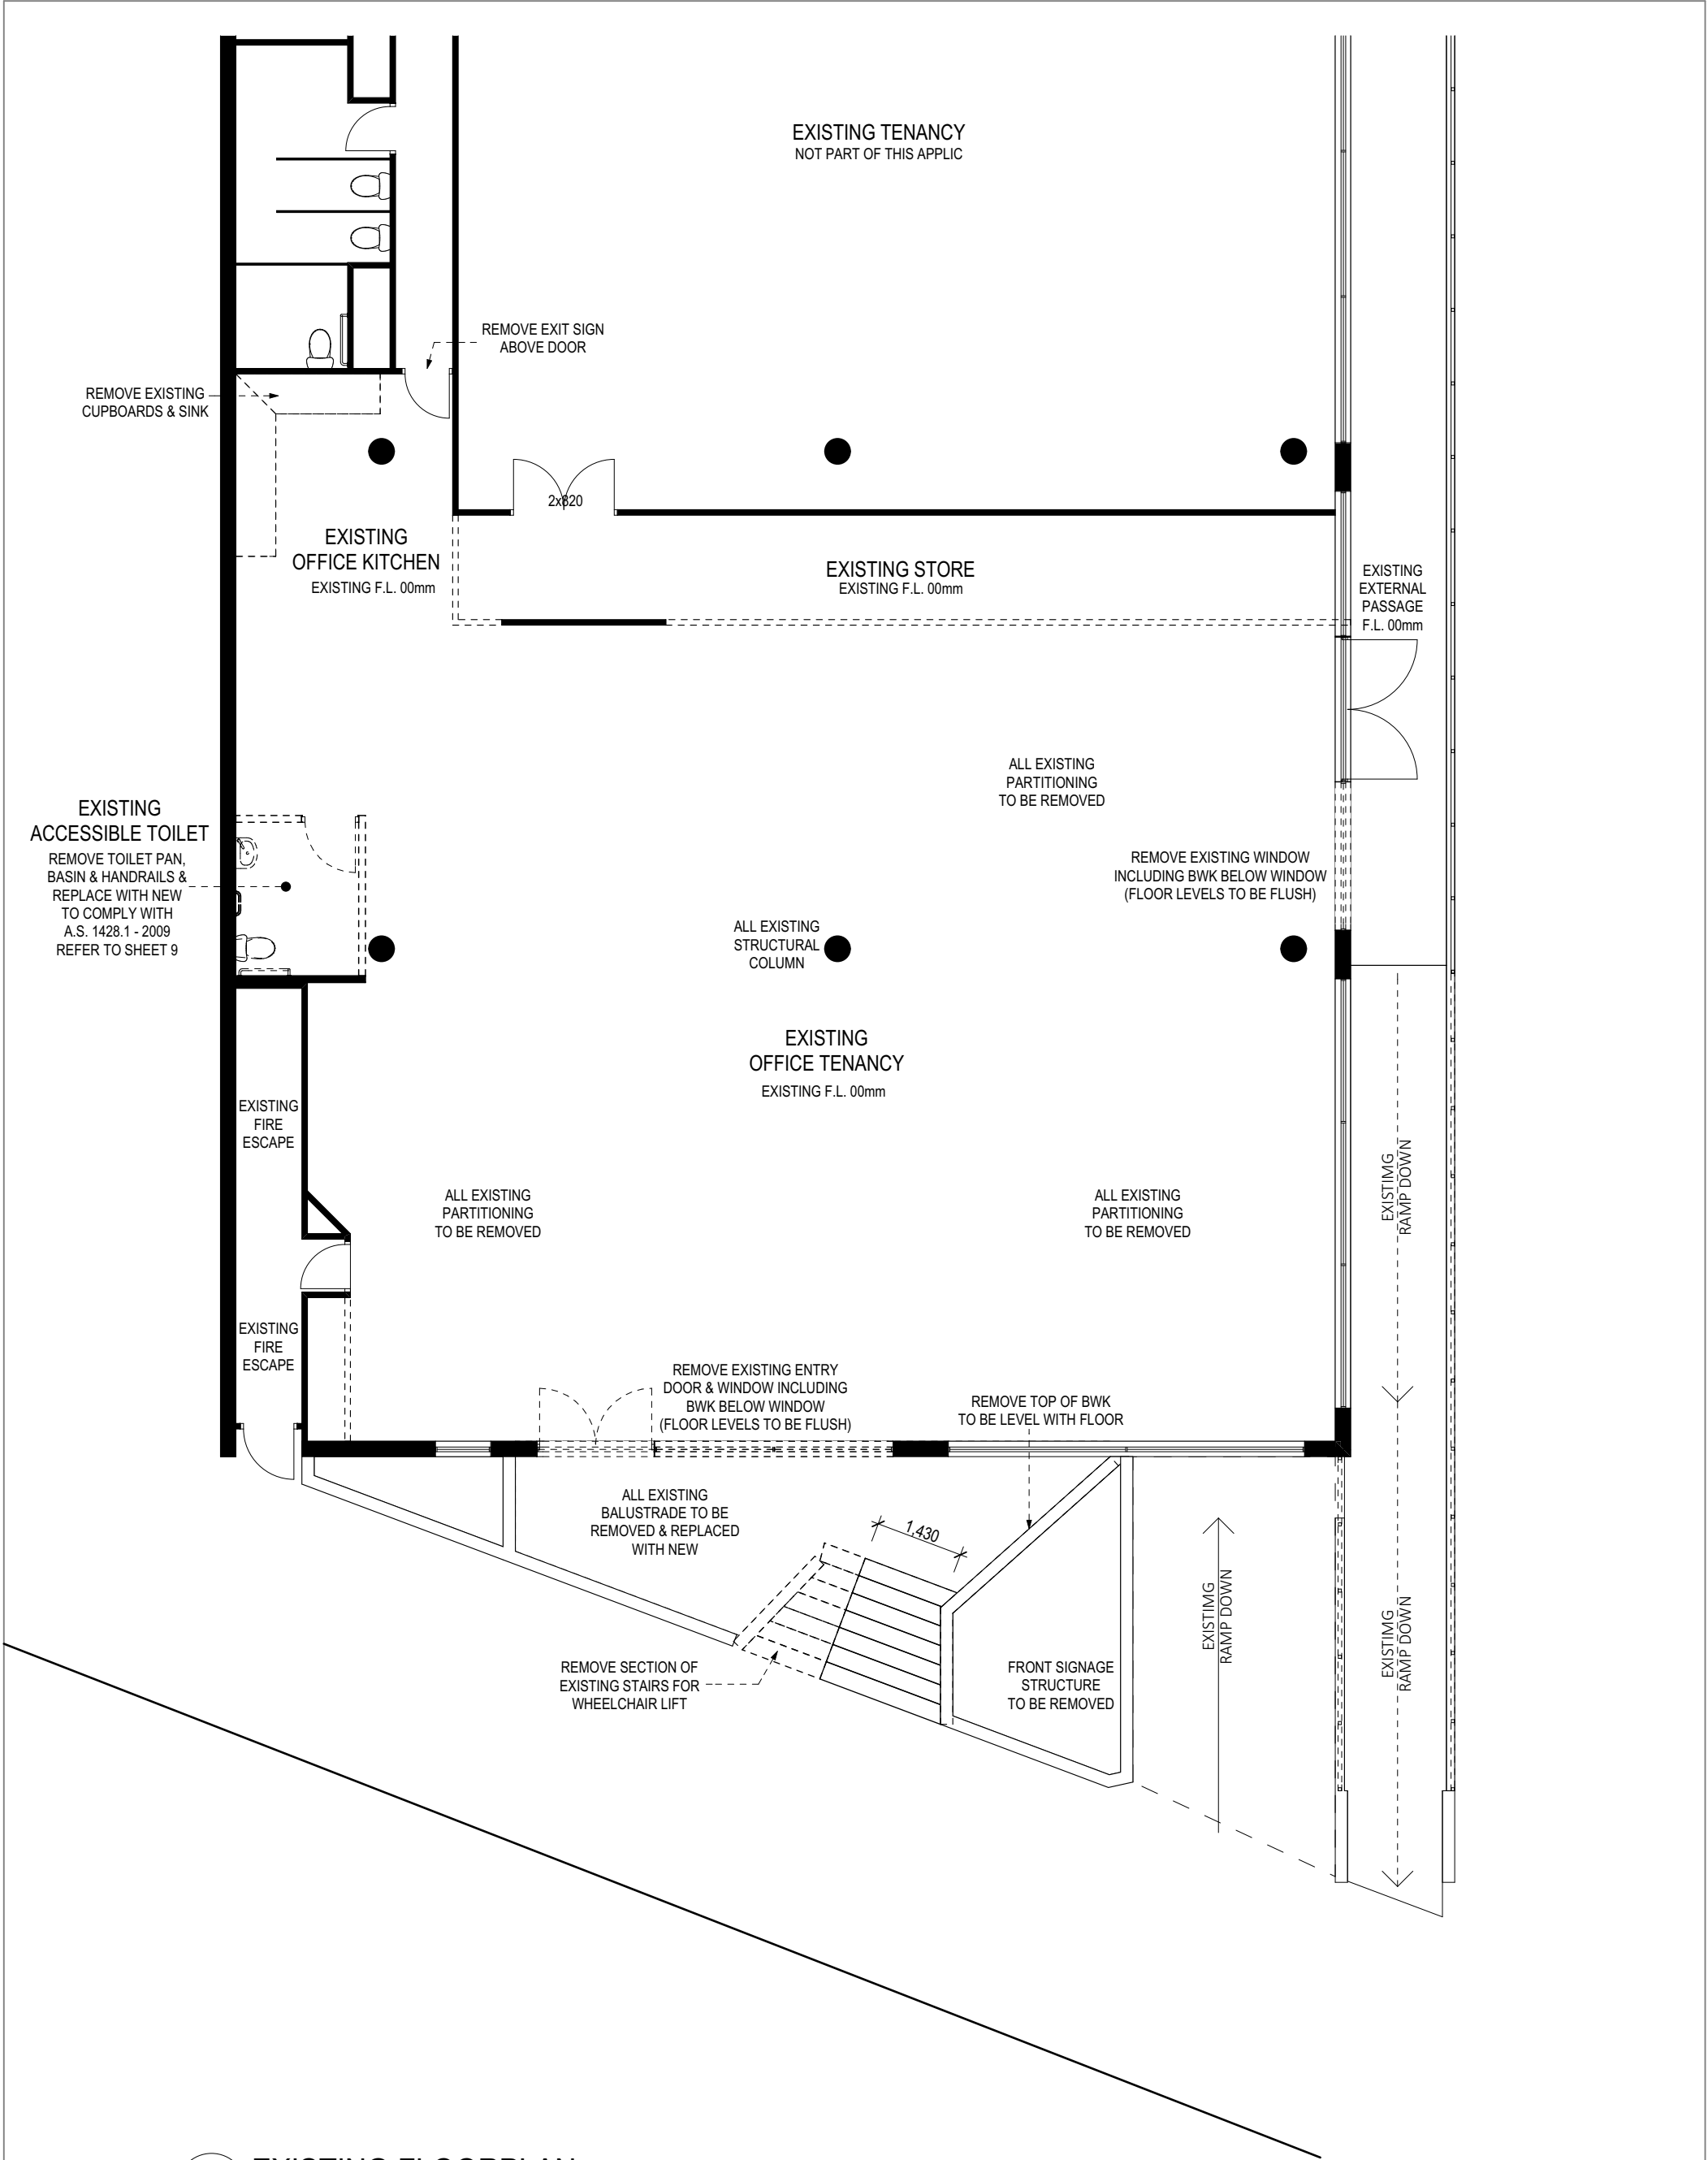 EXISTING TENANCY
NOT PART OF THIS APPLIC
REMOVE EXIT SIGN
ABOVE DOOR
REMOVE EXISTING
CUPBOARDS & SINK
2x820
EXISTING
OFFICE KITCHEN
EXISTING F.L. 00mm
EXISTING STORE
EXISTING F.L. 00mm
EXISTING
EXTERNAL
PASSAGE
F.L. 00mm
ALL EXISTING
PARTITIONING
TO BE REMOVED
EXISTING
ACCESSIBLE TOILET
REMOVE TOILET PAN,
BASIN & HANDRAILS &
REPLACE WITH NEW
TO COMPLY WITH
A.S. 1428.1 - 2009
REFER TO SHEET 9
REMOVE EXISTING WINDOW
INCLUDING BWK BELOW WINDOW
(FLOOR LEVELS TO BE FLUSH)
ALL EXISTING
STRUCTURAL
COLUMN
EXISTING
OFFICE TENANCY
EXISTING F.L. 00mm
EXISTING
FIRE
ESCAPE
EXISTIMG
RAMP DOWN
ALL EXISTING
PARTITIONING
TO BE REMOVED
ALL EXISTING
PARTITIONING
TO BE REMOVED
EXISTING
FIRE
ESCAPE
REMOVE EXISTING ENTRY
DOOR & WINDOW INCLUDING
BWK BELOW WINDOW
(FLOOR LEVELS TO BE FLUSH)
REMOVE TOP OF BWK
TO BE LEVEL WITH FLOOR
ALL EXISTING
BALUSTRADE TO BE
REMOVED & REPLACED
WITH NEW
1,430
EXISTIMG
RAMP DOWN
EXISTIMG
RAMP DOWN
REMOVE SECTION OF
EXISTING STAIRS FOR
WHEELCHAIR LIFT
FRONT SIGNAGE
STRUCTURE
TO BE REMOVED
EXISTING FLOORPLAN